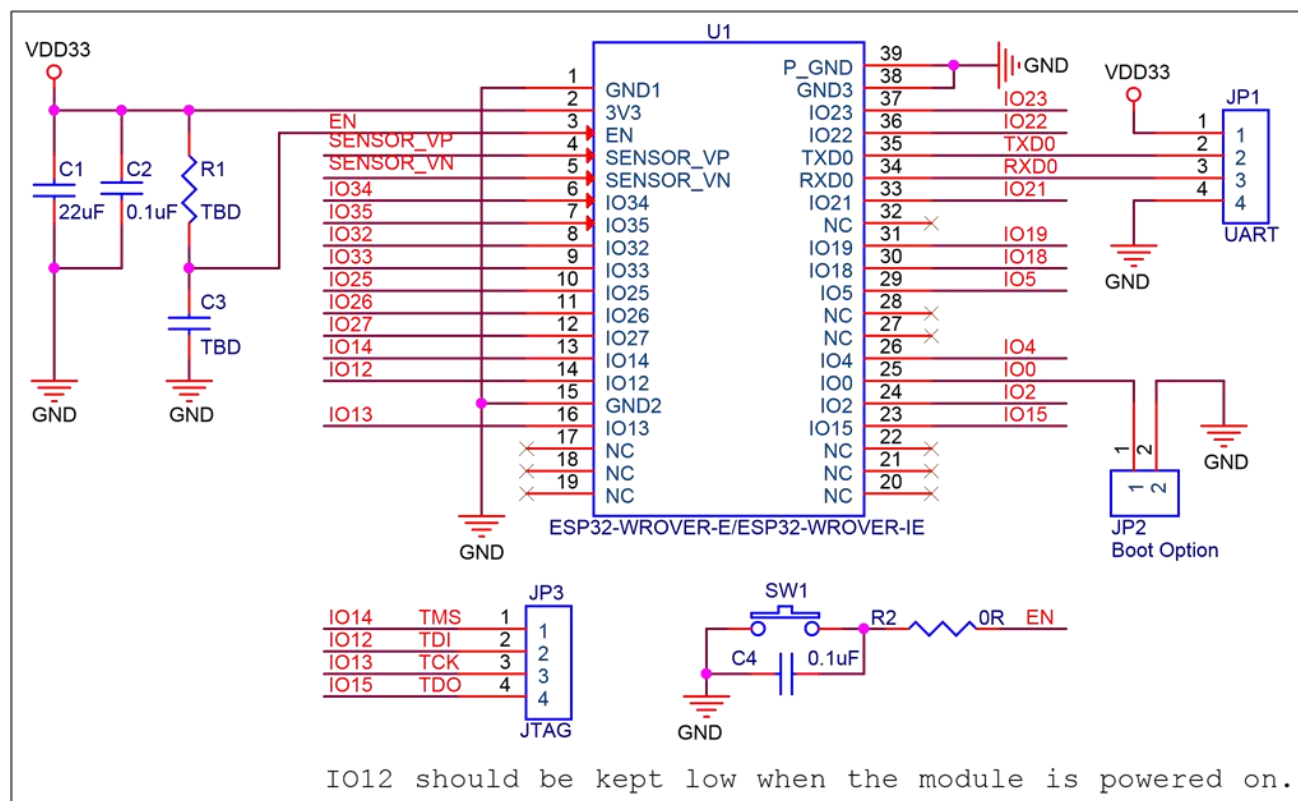 U1
VDD33
C1
22uF
C2
0.1uF
R1
TBD
C3
TBD
GND
GND
EN
SENSOR_VP
SENSOR_VN
IO34
IO35
IO32
IO33
IO25
IO26
IO27
IO14
IO12
IO13
1 GND1
2 3V3
3 EN
4 SENSOR_VP
5 SENSOR_VN
6 IO34
7 IO35
8 IO32
9 IO33
10 IO25
11 IO26
12 IO27
13 IO14
14 IO12
15 GND2
16 IO13
17 NC
18 NC
19 NC
GND
P_GND 39
GND3 38
IO23 37 IO23
IO22 36 IO22
TXD0 35 TXD0
RXD0 34 RXD0
IO21 33 IO21
NC 32
IO19 31 IO19
IO18 30 IO18
IO5 29 IO5
NC 28
NC 27
IO4 26 IO4
IO0 25 IO0
IO2 24 IO2
IO15 23 IO15
NC 22
NC 21
NC 20
GND
ESP32-WROVER-E/ESP32-WROVER-IE
VDD33
JP1
1 1
2 2
3 3
4 4
UART
GND
1 2
1 2
GND
JP2
Boot Option
JP3
IO14 TMS 1 1
IO12 TDI 2 2
IO13 TCK 3 3
IO15 TDO 4 4
JTAG
SW1
R2 0R EN
C4 0.1uF
GND
IO12 should be kept low when the module is powered on.